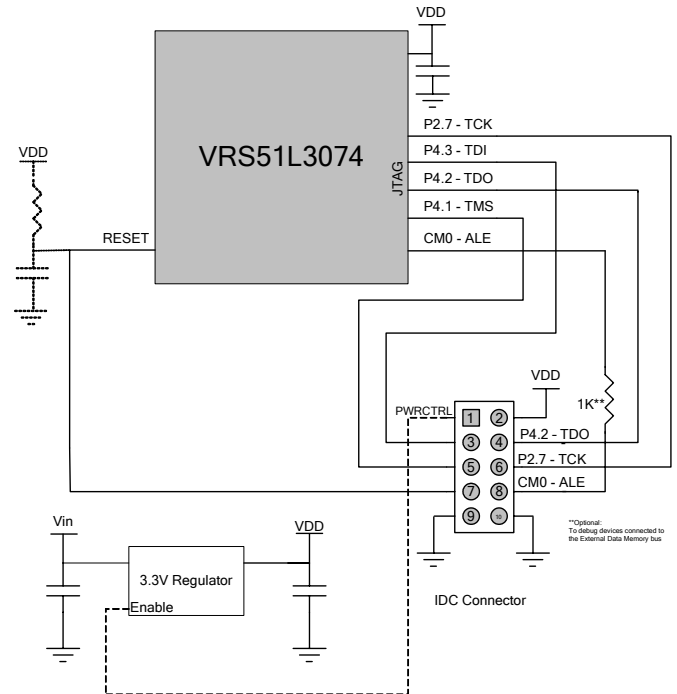 VDD
VRS51L3074
JTAG
P2.7 - TCK
P4.3 - TDI
P4.2 - TDO
P4.1 - TMS
CM0 - ALE
VDD
RESET
VDD
1K**
PWRCTRL
1 2
3 4
5 6
7 8
9 10
P4.2 - TDO
P2.7 - TCK
CM0 - ALE
**Optional:
To debug devices connected to
the External Data Memory bus
IDC Connector
Vin
VDD
3.3V Regulator
Enable